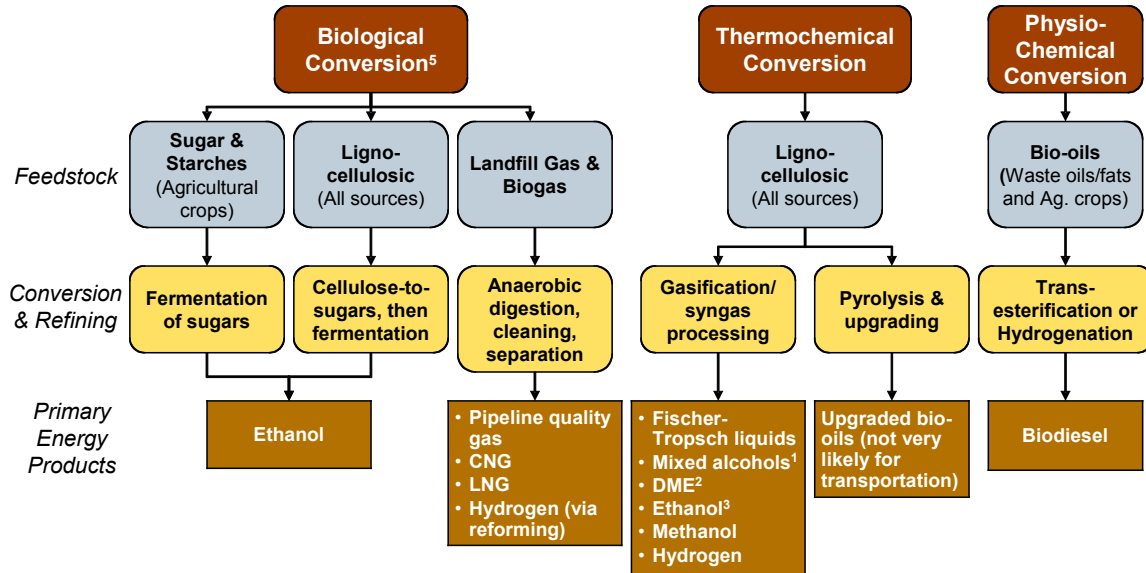 Biological
Conversion⁵
Thermochemical
Conversion
Physio-
Chemical
Conversion
Feedstock
Sugar &
Starches
(Agricultural
crops)
Ligno-
cellulosic
(All sources)
Landfill Gas &
Biogas
Ligno-
cellulosic
(All sources)
Bio-oils
(Waste oils/fats
and Ag. crops)
Conversion
& Refining
Fermentation
of sugars
Cellulose-to-
sugars, then
fermentation
Anaerobic
digestion,
cleaning,
separation
Gasification/
syngas
processing
Pyrolysis &
upgrading
Trans-
esterification or
Hydrogenation
Primary
Energy
Products
Ethanol
• Pipeline quality
gas
• CNG
• LNG
• Hydrogen (via
reforming)
• Fischer-
Tropsch liquids
• Mixed alcohols¹
• DME²
• Ethanol³
• Methanol
• Hydrogen
Upgraded bio-
oils (not very
likely for
transportation)
Biodiesel